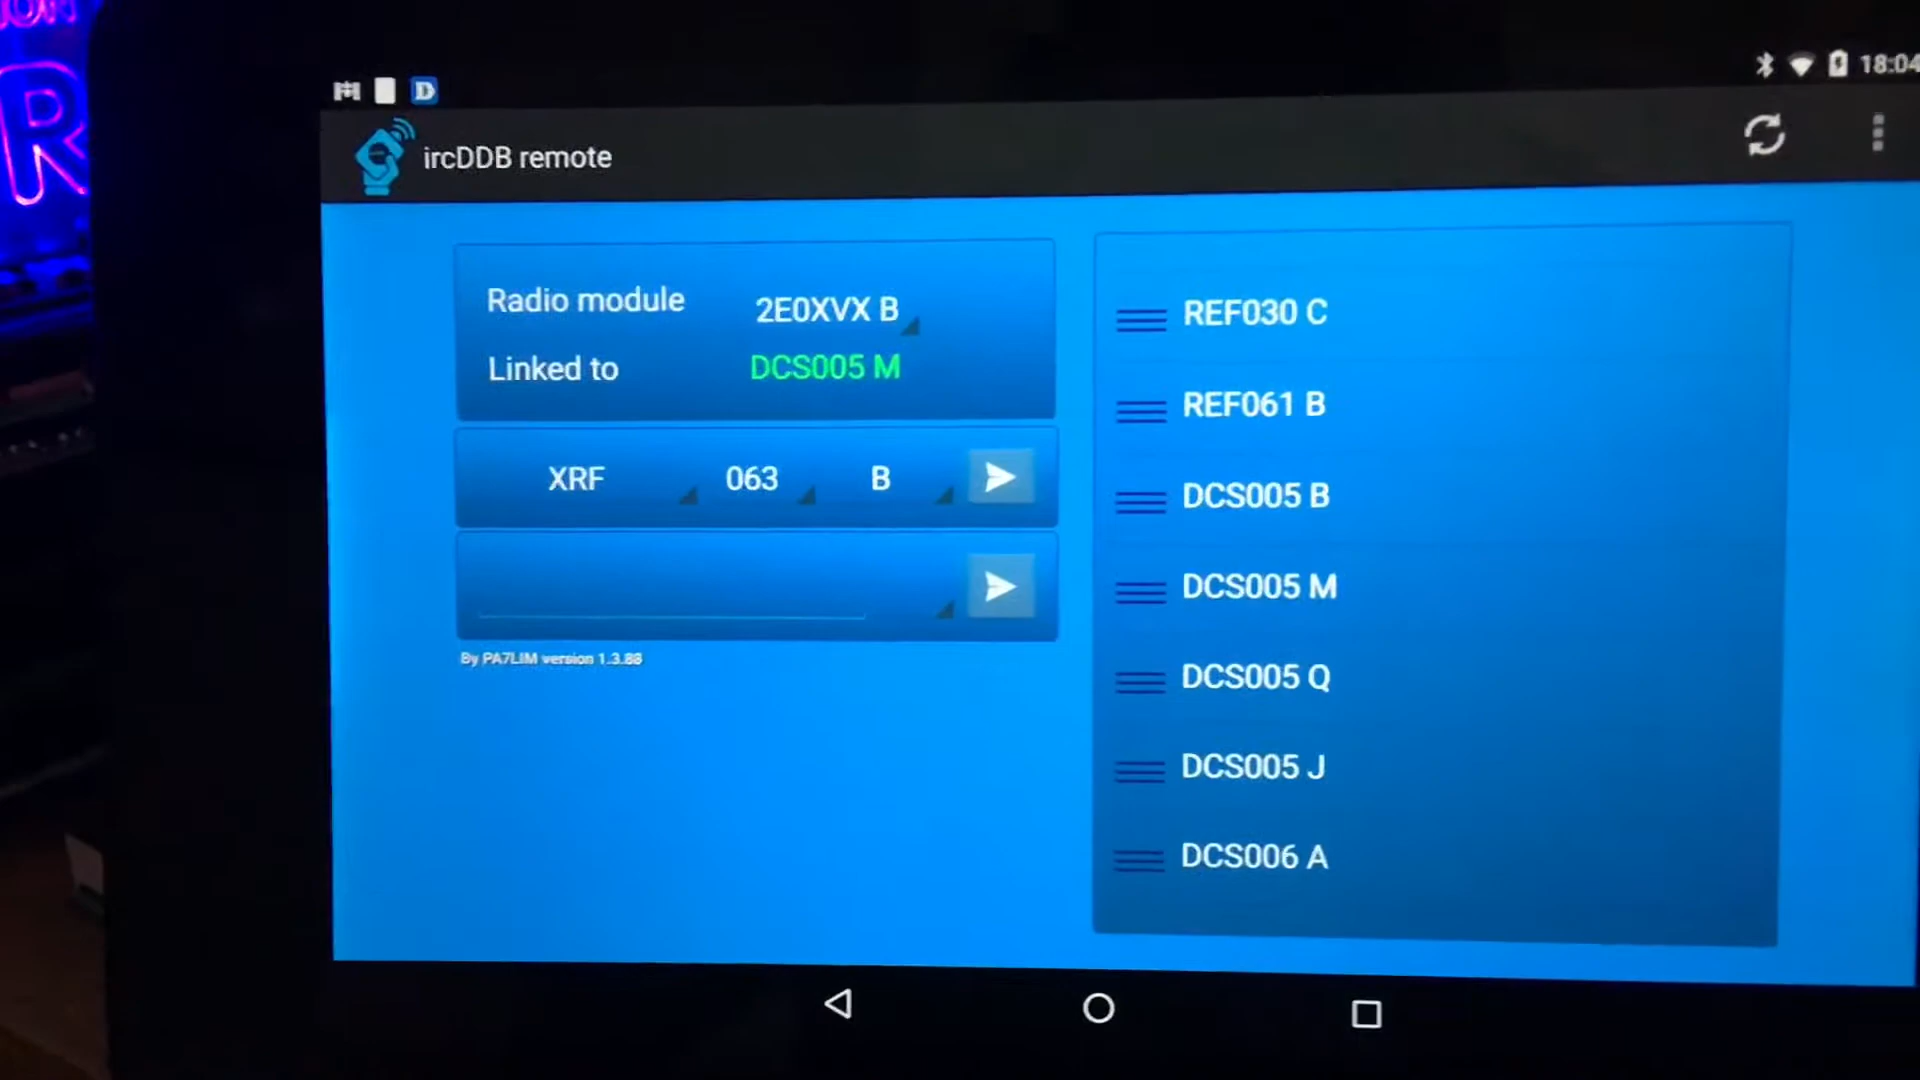 ION
R
18:04
D
ircDDB remote
Radio module 2E0XVX B
Linked to DCS005 M
XRF 063 B
By PA7LIM version 1.3.88
REF030 C
REF061 B
DCS005 B
DCS005 M
DCS005 Q
DCS005 J
DCS006 A